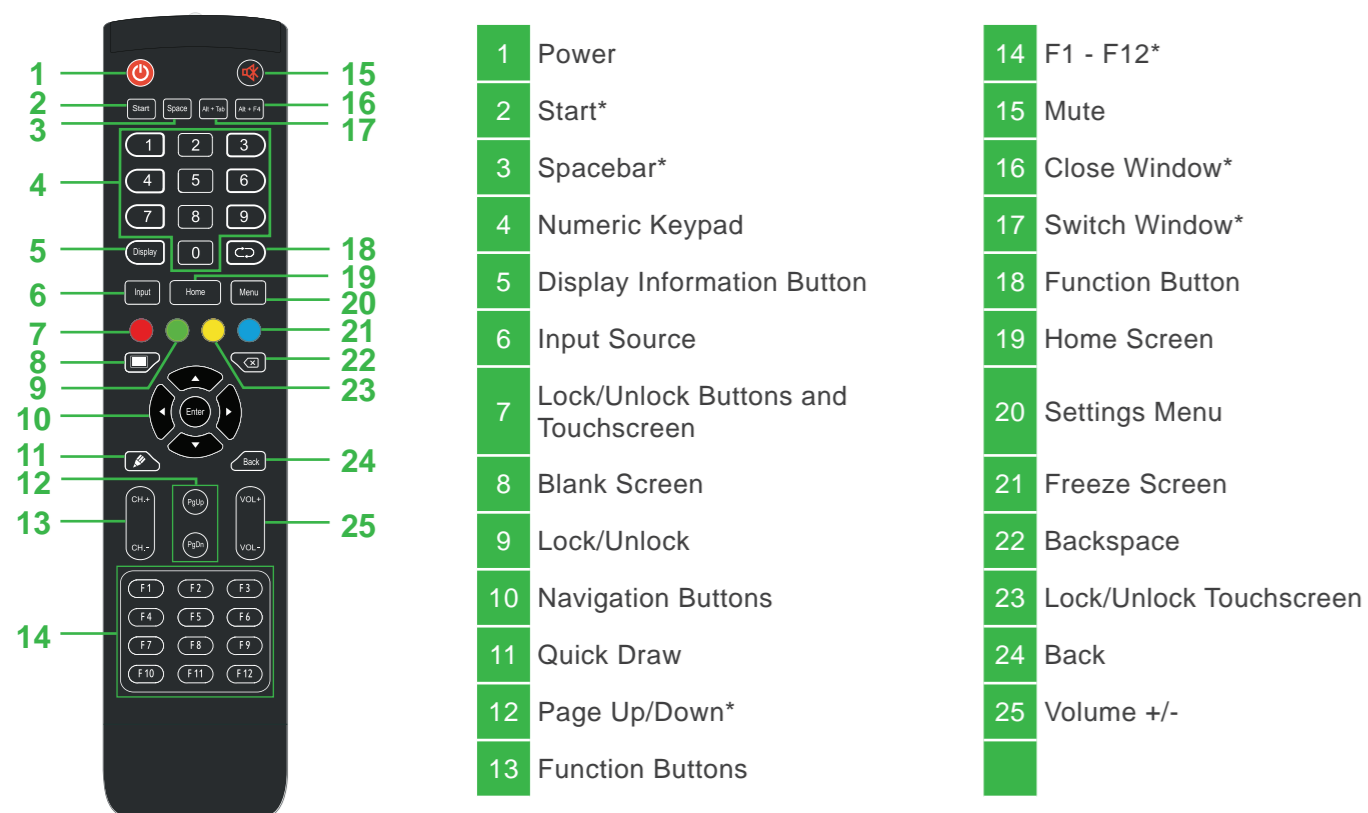 1
15
2
16
3
17
Start
Space
Alt + Tab
Alt + F4
1
2
3
4
4
5
6
7
8
9
5
Display
0
18
19
6
Input
Home
Menu
20
7
21
8
22
9
23
10
Enter
11
Back
24
12
CH.+
PgUp
VOL+
13
25
CH.-
PgDn
VOL-
F1
F2
F3
F4
F5
F6
14
F7
F8
F9
F10
F11
F12
1 Power
2 Start*
3 Spacebar*
4 Numeric Keypad
5 Display Information Button
6 Input Source
7 Lock/Unlock Buttons and
Touchscreen
8 Blank Screen
9 Lock/Unlock
10 Navigation Buttons
11 Quick Draw
12 Page Up/Down*
13 Function Buttons
14 F1 - F12*
15 Mute
16 Close Window*
17 Switch Window*
18 Function Button
19 Home Screen
20 Settings Menu
21 Freeze Screen
22 Backspace
23 Lock/Unlock Touchscreen
24 Back
25 Volume +/-